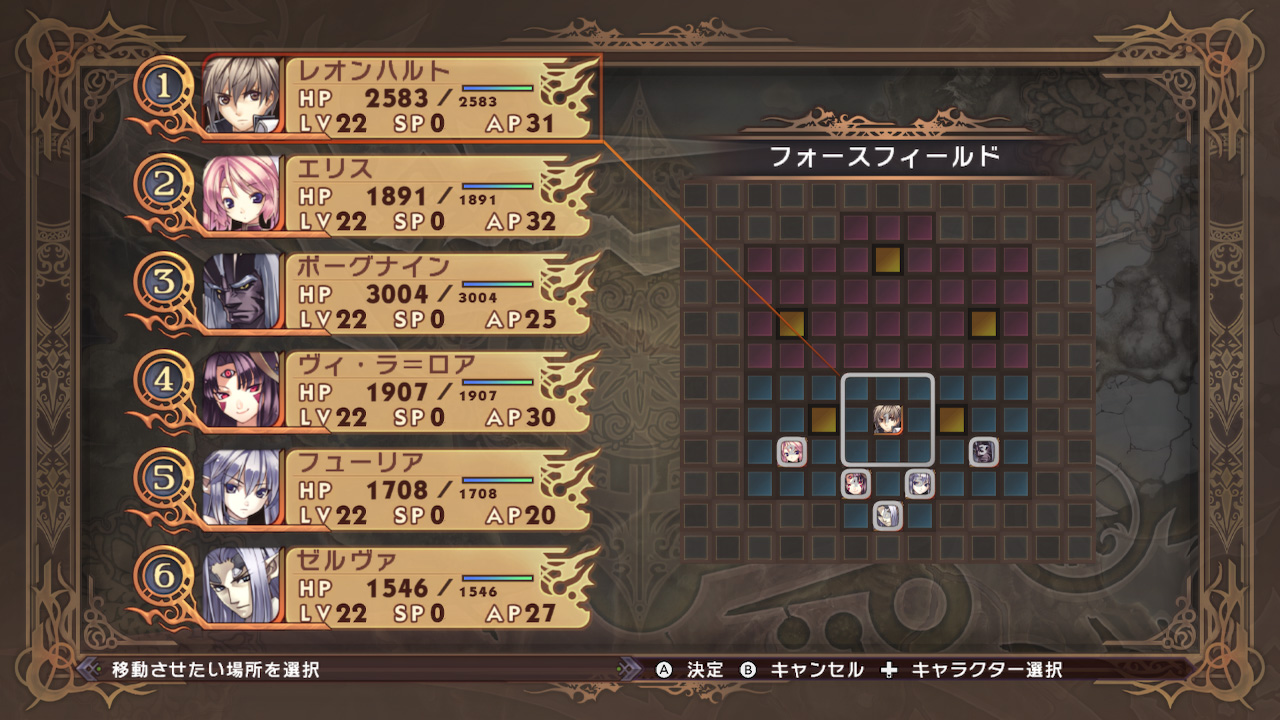 1
レオンハルト
HP 2583 / 2583
LV22 SP0 AP31
2
エリス
HP 1891 / 1891
LV22 SP0 AP32
3
ボーグナイン
HP 3004 / 3004
LV22 SP0 AP25
4
ヴィ・ラ=ロア
HP 1907 / 1907
LV22 SP0 AP30
5
フューリア
HP 1708 / 1708
LV22 SP0 AP20
6
ゼルヴァ
HP 1546 / 1546
LV22 SP0 AP27
フォースフィールド
移動させたい場所を選択
A 決定 B キャンセル キャラクター選択